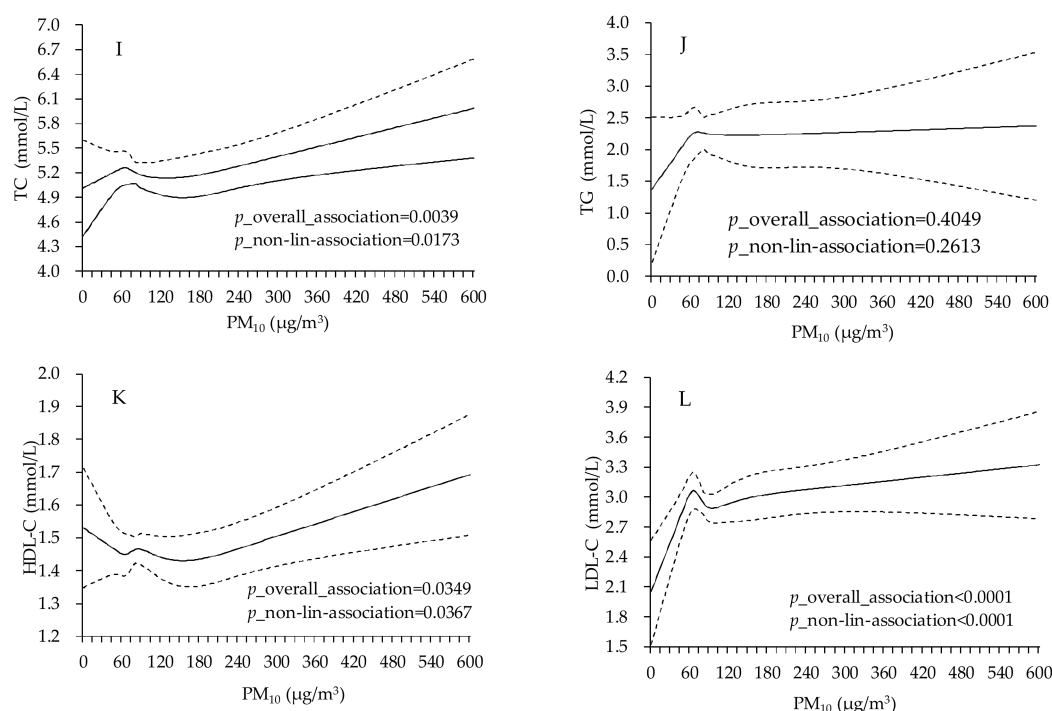 I
7.0
6.7
6.4
6.1
5.8
5.5
5.2
4.9
4.6
4.3
4.0
TC (mmol/L)
p_overall_association=0.0039
p_non-lin-association=0.0173
0 60 120 180 240 300 360 420 480 540 600
PM₁₀ (µg/m³)
J
4.0
3.5
3.0
2.5
2.0
1.5
1.0
0.5
0.0
TG (mmol/L)
p_overall_association=0.4049
p_non-lin-association=0.2613
0 60 120 180 240 300 360 420 480 540 600
PM₁₀ (µg/m³)
K
2.0
1.9
1.8
1.7
1.6
1.5
1.4
1.3
1.2
HDL-C (mmol/L)
p_overall_association=0.0349
p_non-lin-association=0.0367
0 60 120 180 240 300 360 420 480 540 600
PM₁₀ (µg/m³)
L
4.2
3.9
3.6
3.3
3.0
2.7
2.4
2.1
1.8
1.5
LDL-C (mmol/L)
p_overall_association<0.0001
p_non-lin-association<0.0001
0 60 120 180 240 300 360 420 480 540 600
PM₁₀ (µg/m³)